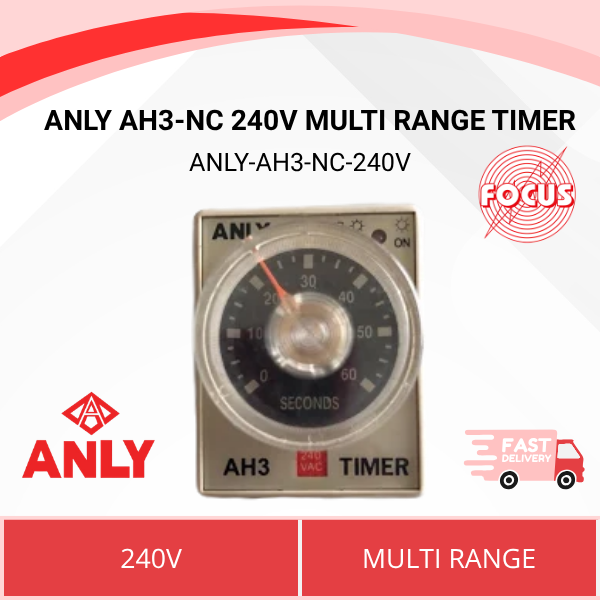 ANLY AH3-NC 240V MULTI RANGE TIMER
ANLY-AH3-NC-240V
FOCUS
ANLY
ON
30
20
40
10
50
0
60
SECONDS
AH3
240
VAC
TIMER
ANLY
FAST
DELIVERY
240V
MULTI RANGE